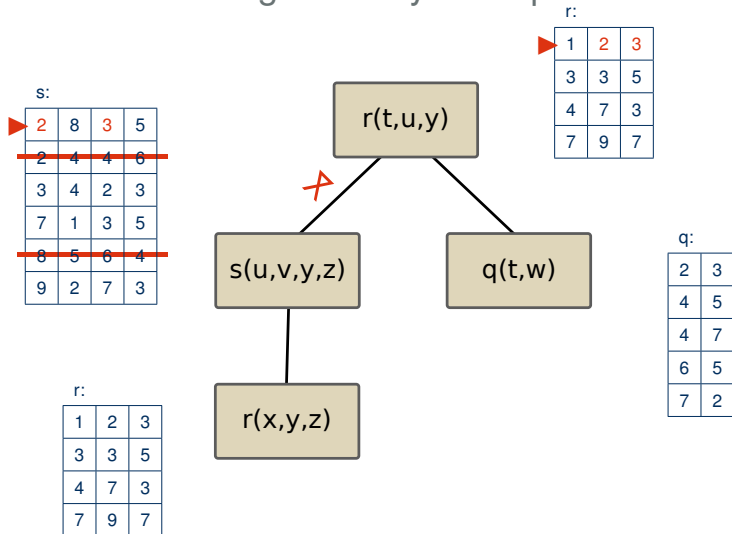 r:
1 2 3
3 3 5
4 7 3
7 9 7
s:
2 8 3 5
2 4 4 6
3 4 2 3
7 1 3 5
8 5 6 4
9 2 7 3
r(t,u,y)
s(u,v,y,z)
q(t,w)
q:
2 3
4 5
4 7
6 5
7 2
r(x,y,z)
r:
1 2 3
3 3 5
4 7 3
7 9 7